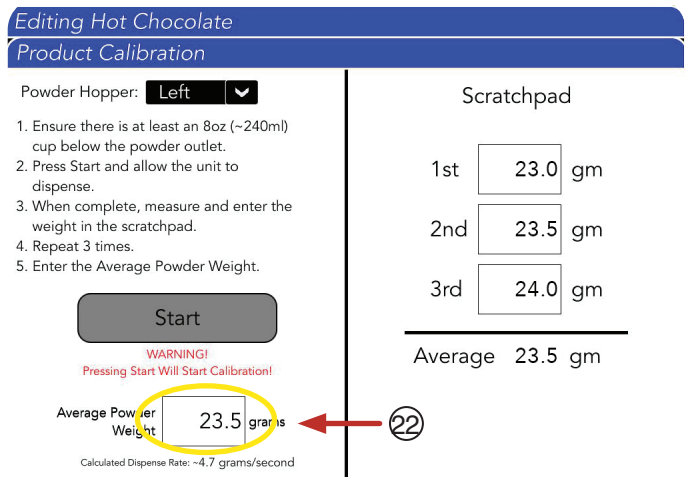 Editing Hot Chocolate
Product Calibration
Powder Hopper: Left
1. Ensure there is at least an 8oz (~240ml)
cup below the powder outlet.
2. Press Start and allow the unit to
dispense.
3. When complete, measure and enter the
weight in the scratchpad.
4. Repeat 3 times.
5. Enter the Average Powder Weight.
Start
WARNING!
Pressing Start Will Start Calibration!
Average Powder
Weight
23.5 grams
Calculated Dispense Rate: ~4.7 grams/second
Scratchpad
1st 23.0 gm
2nd 23.5 gm
3rd 24.0 gm
Average 23.5 gm
22